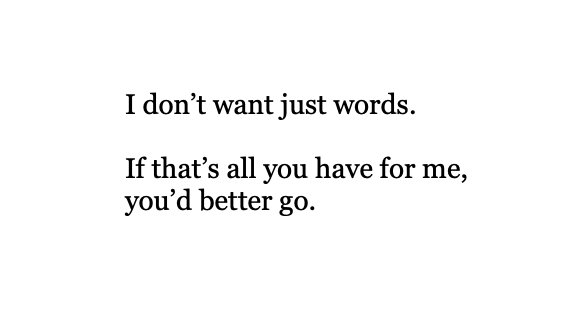 I don’t want just words.
If that’s all you have for me,
you’d better go.